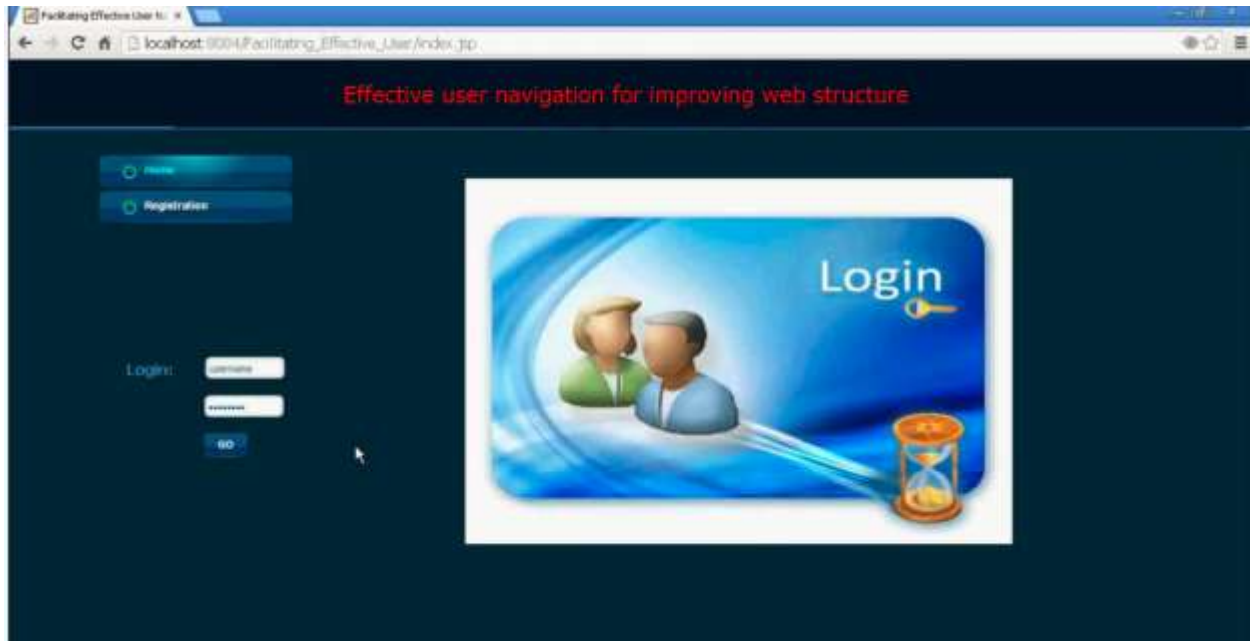 Facilitating Effective User N
localhost:8084/Facilitating_Effective_User/index.jsp
Effective user navigation for improving web structure
Home
Registration
Login
Login:
username
GO